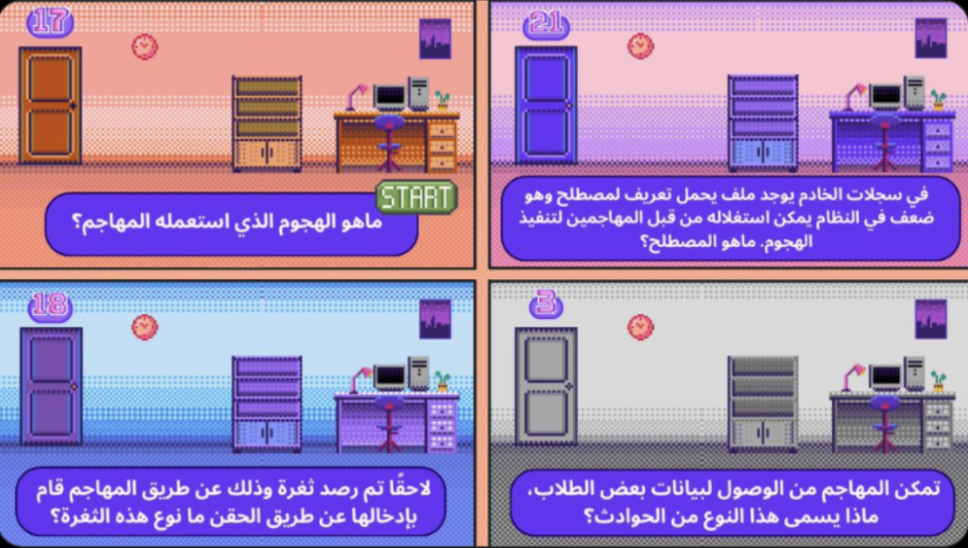 21
في سجلات الخادم يوجد ملف يحمل تعريف لمصطلح وهو
ضعف في النظام يمكن استغلاله من قبل المهاجمين لتنفيذ
الهجوم. ماهو المصطلح؟
17
START
ماهو الهجوم الذي استعمله المهاجم؟
3
تمكن المهاجم من الوصول لبيانات بعض الطلاب،
ماذا يسمى هذا النوع من الحوادث؟
18
لاحقًا تم رصد ثغرة وذلك عن طريق المهاجم قام
بإدخالها عن طريق الحقن ما نوع هذه الثغرة؟